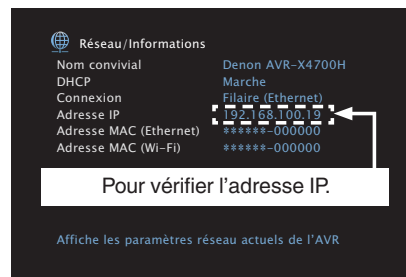 Réseau/Informations
Nom convivial Denon AVR-X4700H
DHCP Marche
Connexion Filaire (Ethernet)
Adresse IP 192.168.100.19
Adresse MAC (Ethernet) ******-000000
Adresse MAC (Wi-Fi) ******-000000
Pour vérifier l'adresse IP.
Affiche les paramètres réseau actuels de l'AVR